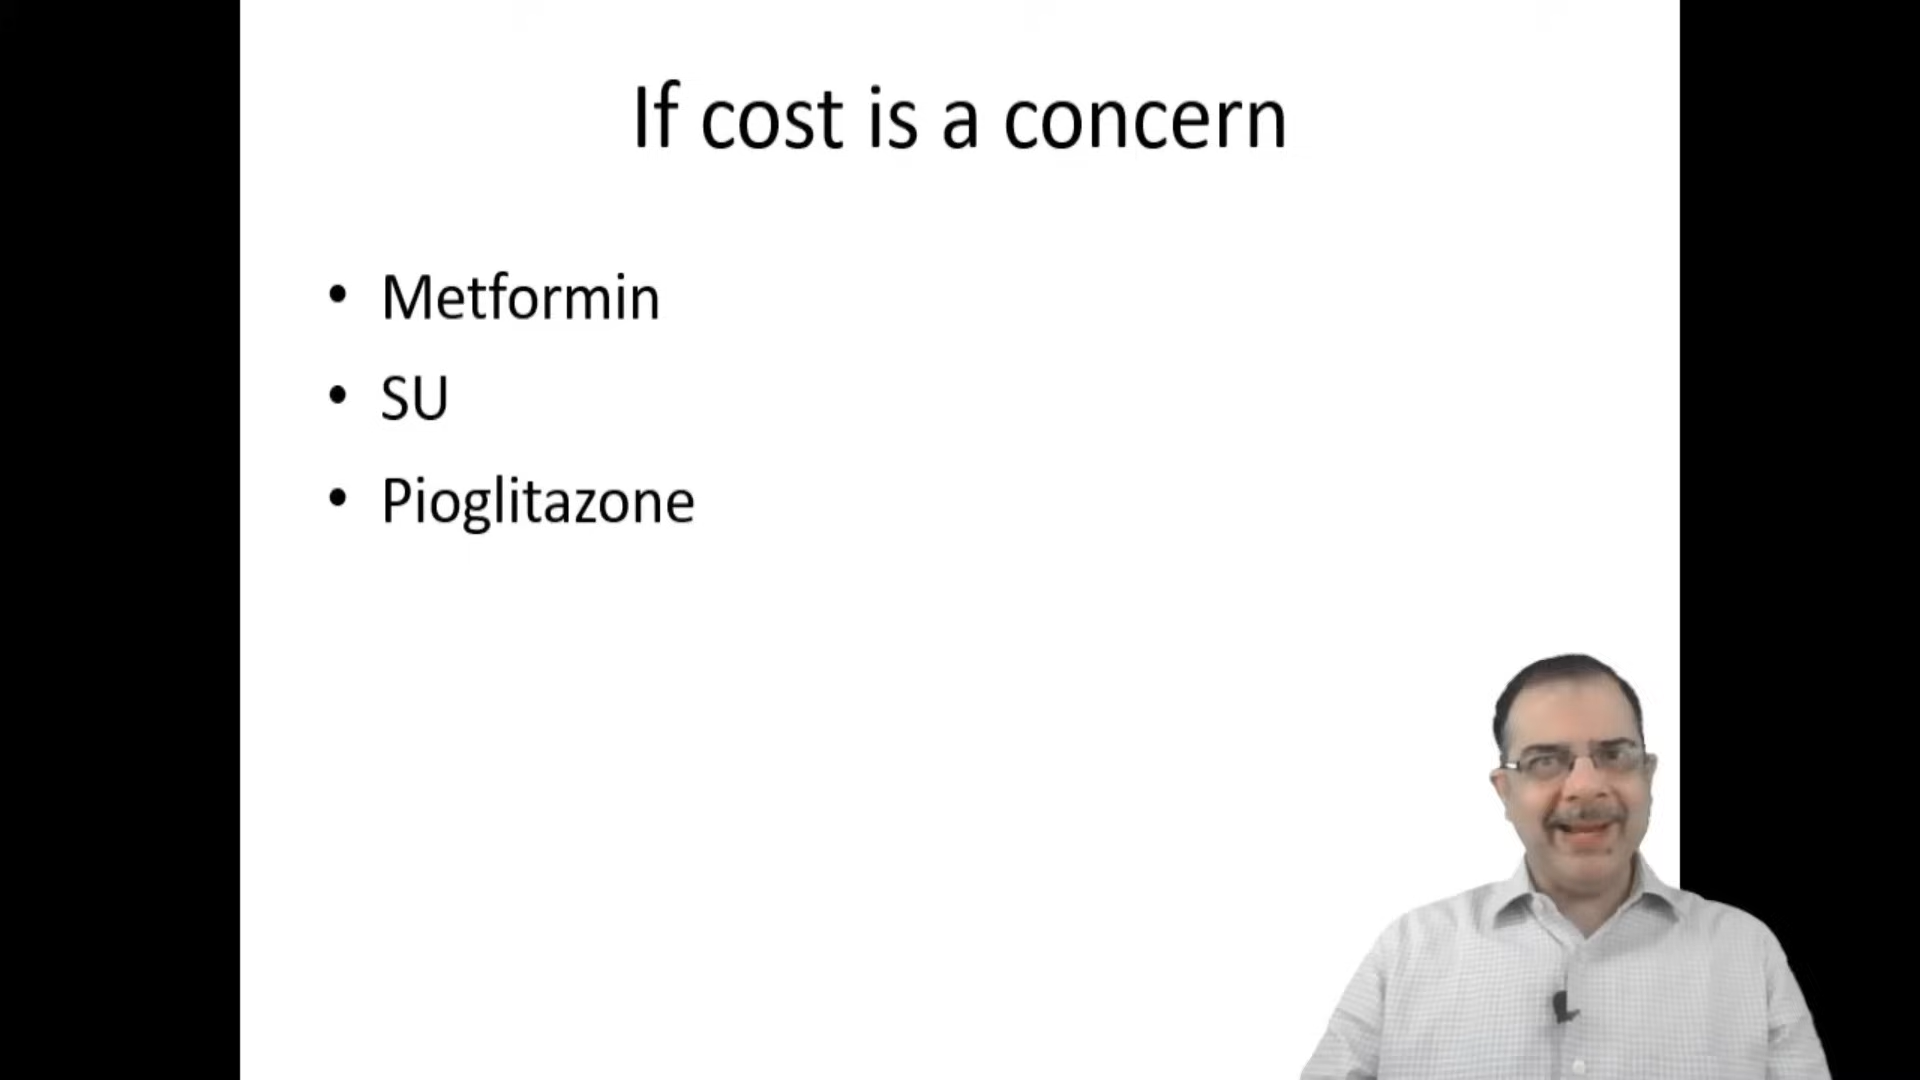 If cost is a concern
• Metformin
• SU
• Pioglitazone